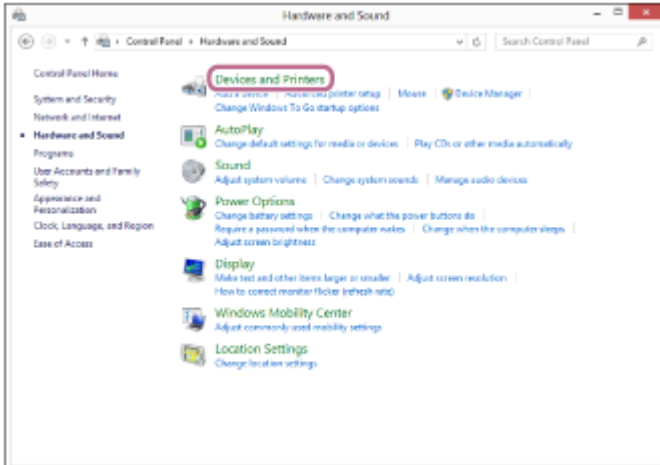 Hardware and Sound
Control Panel Hardware and Sound
Search Control Panel
Control Panel Home
System and Security
Network and Internet
Hardware and Sound
Programs
User Accounts and Family
Safety
Appearance and
Personalization
Clock, Language, and Region
Ease of Access
Devices and Printers
Add a device Advanced printer setup Mouse Device Manager
Change Windows To Go startup options
AutoPlay
Change default settings for media or devices Play CDs or other media automatically
Sound
Adjust system volume Change system sounds Manage audio devices
Power Options
Change battery settings Change what the power buttons do
Require a password when the computer wakes Change when the computer sleeps
Adjust screen brightness
Display
Make text and other items larger or smaller Adjust screen resolution
How to correct monitor flicker (refresh rate)
Windows Mobility Center
Adjust commonly used mobility settings
Location Settings
Change location settings